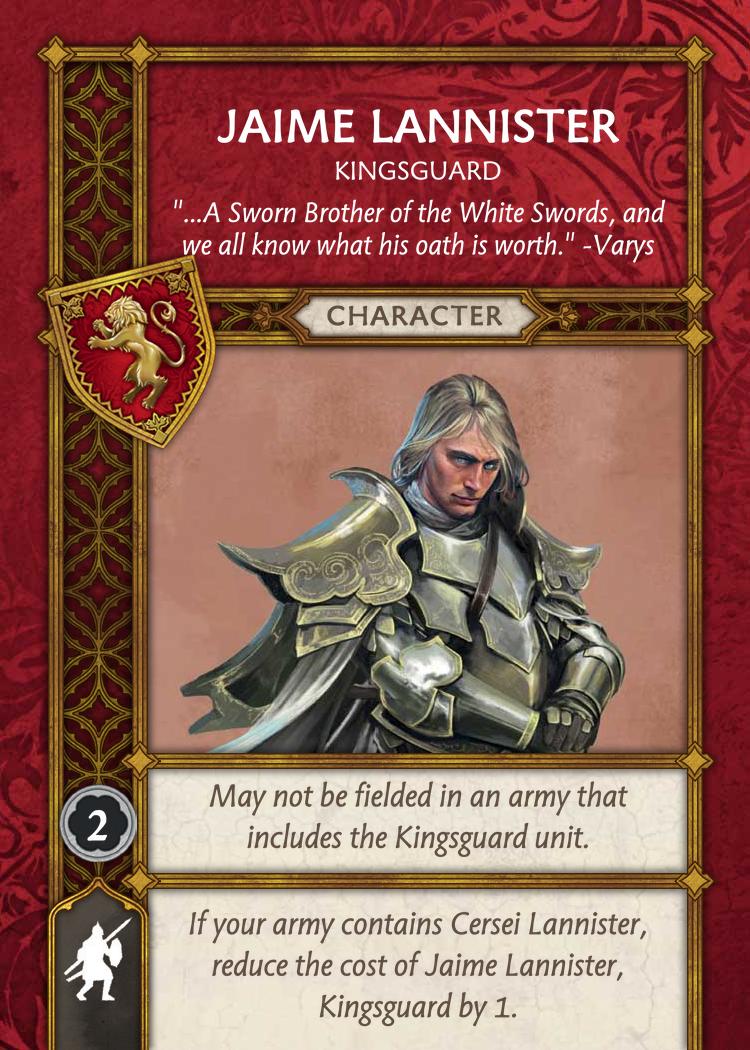 JAIME LANNISTER
KINGSGUARD
"...A Sworn Brother of the White Swords, and
we all know what his oath is worth." -Varys
CHARACTER
May not be fielded in an army that
includes the Kingsguard unit.
2
If your army contains Cersei Lannister,
reduce the cost of Jaime Lannister,
Kingsguard by 1.